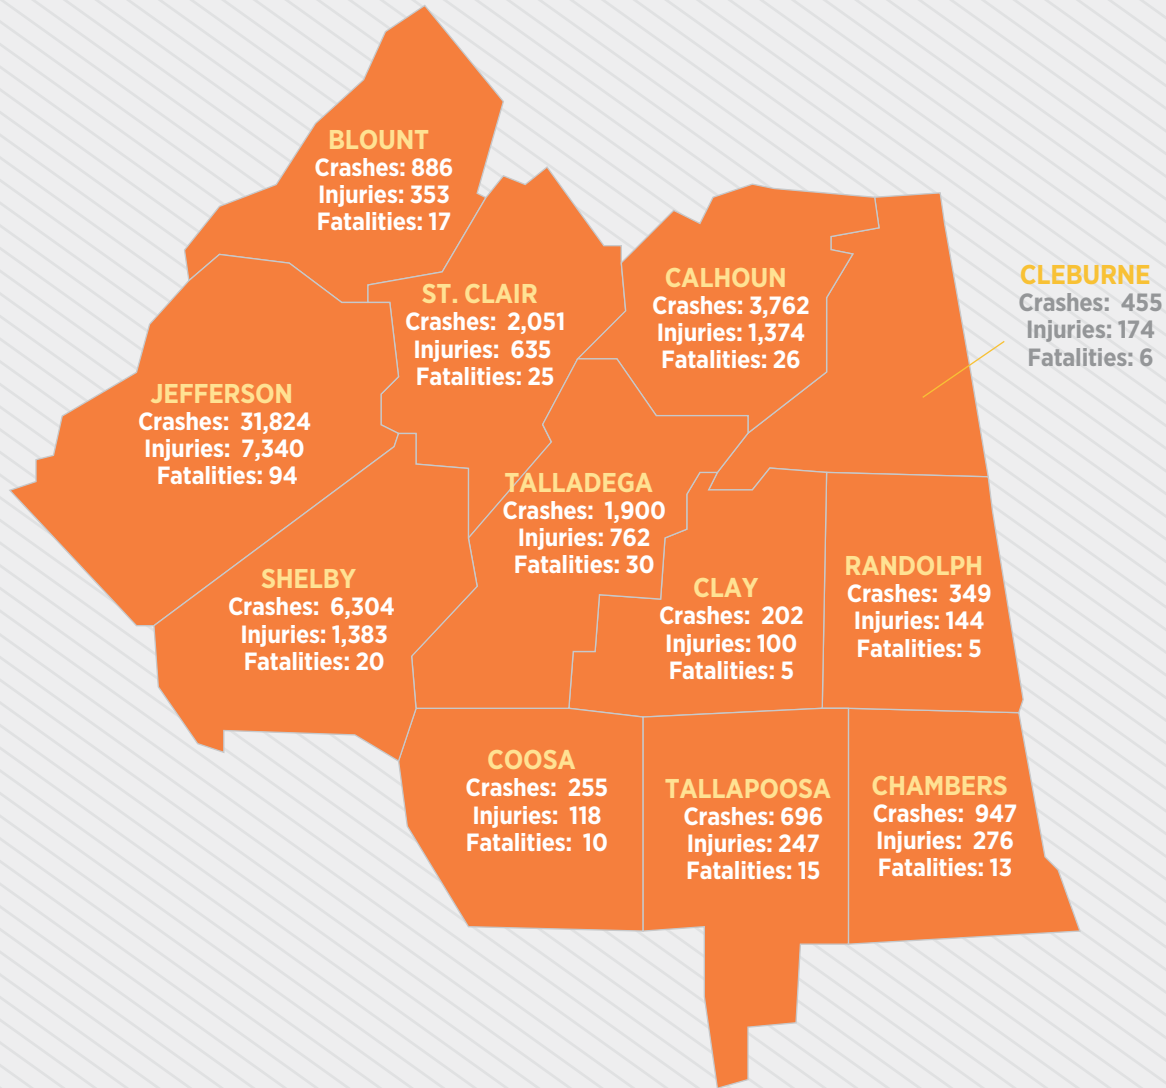 BLOUNT
Crashes: 886
Injuries: 353
Fatalities: 17
ST. CLAIR
Crashes: 2,051
Injuries: 635
Fatalities: 25
CALHOUN
Crashes: 3,762
Injuries: 1,374
Fatalities: 26
CLEBURNE
Crashes: 455
Injuries: 174
Fatalities: 6
JEFFERSON
Crashes: 31,824
Injuries: 7,340
Fatalities: 94
TALLADEGA
Crashes: 1,900
Injuries: 762
Fatalities: 30
SHELBY
Crashes: 6,304
Injuries: 1,383
Fatalities: 20
CLAY
Crashes: 202
Injuries: 100
Fatalities: 5
RANDOLPH
Crashes: 349
Injuries: 144
Fatalities: 5
COOSA
Crashes: 255
Injuries: 118
Fatalities: 10
TALLAPOOSA
Crashes: 696
Injuries: 247
Fatalities: 15
CHAMBERS
Crashes: 947
Injuries: 276
Fatalities: 13